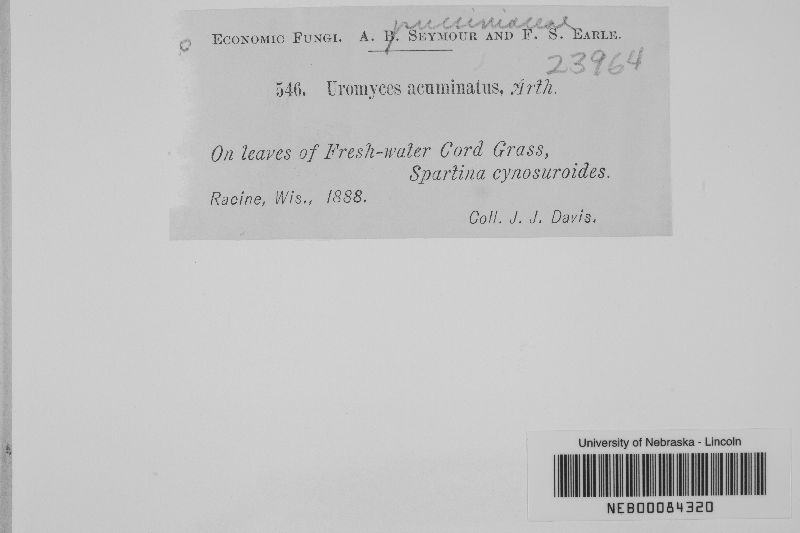 pucciniaceae
ECONOMIC FUNGI. A. B. SEYMOUR AND F. S. EARLE.
23964
546. Uromyces acuminatus, Arth.
On leaves of Fresh-water Cord Grass,
Spartina cynosuroides.
Racine, Wis., 1888.
Coll. J. J. Davis.
University of Nebraska - Lincoln
NEB00084320